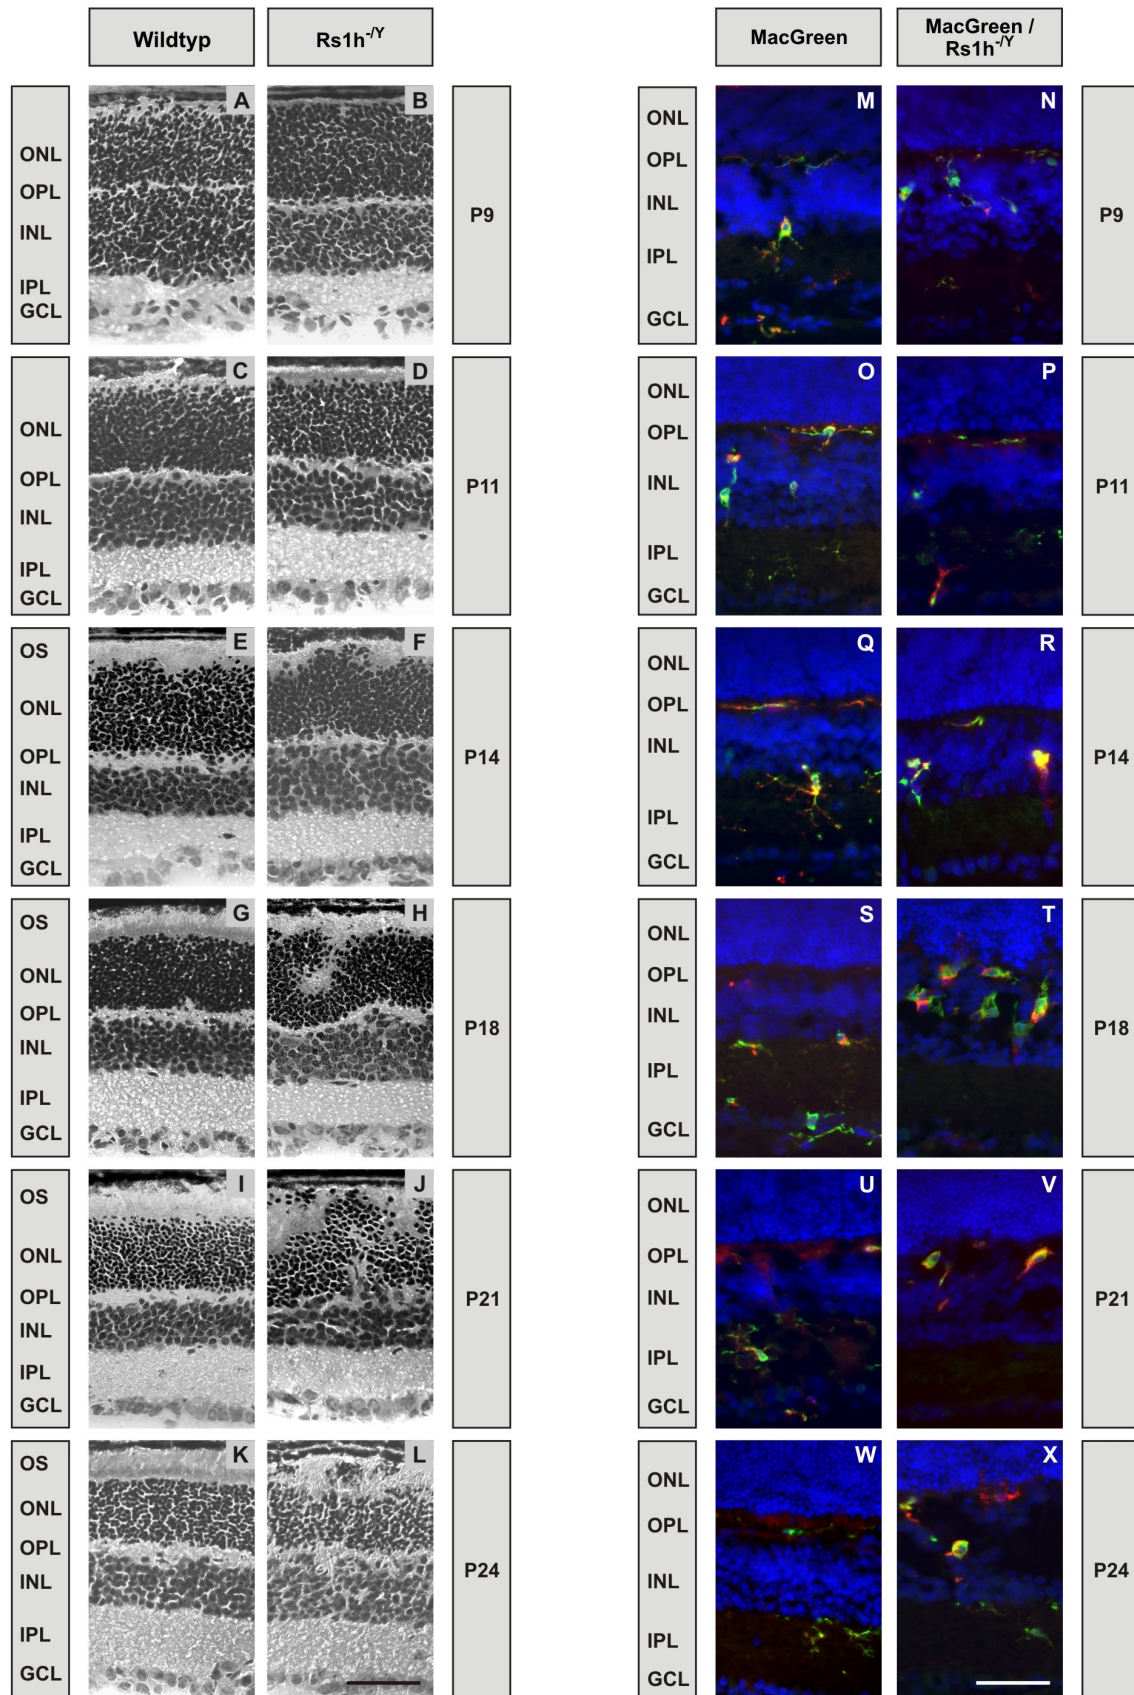 Wildtyp
Rs1h-/Y
MacGreen
MacGreen /
Rs1h-/Y
A
B
M
N
ONL
OPL
INL
IPL
GCL
P9
ONL
OPL
INL
IPL
GCL
P9
C
D
O
P
ONL
OPL
INL
IPL
GCL
P11
ONL
OPL
INL
IPL
GCL
P11
E
F
Q
R
OS
ONL
OPL
INL
IPL
GCL
P14
ONL
OPL
INL
IPL
GCL
P14
G
H
S
T
OS
ONL
OPL
INL
IPL
GCL
P18
ONL
OPL
INL
IPL
GCL
P18
I
J
U
V
OS
ONL
OPL
INL
IPL
GCL
P21
ONL
OPL
INL
IPL
GCL
P21
K
L
W
X
OS
ONL
OPL
INL
IPL
GCL
P24
ONL
OPL
INL
IPL
GCL
P24